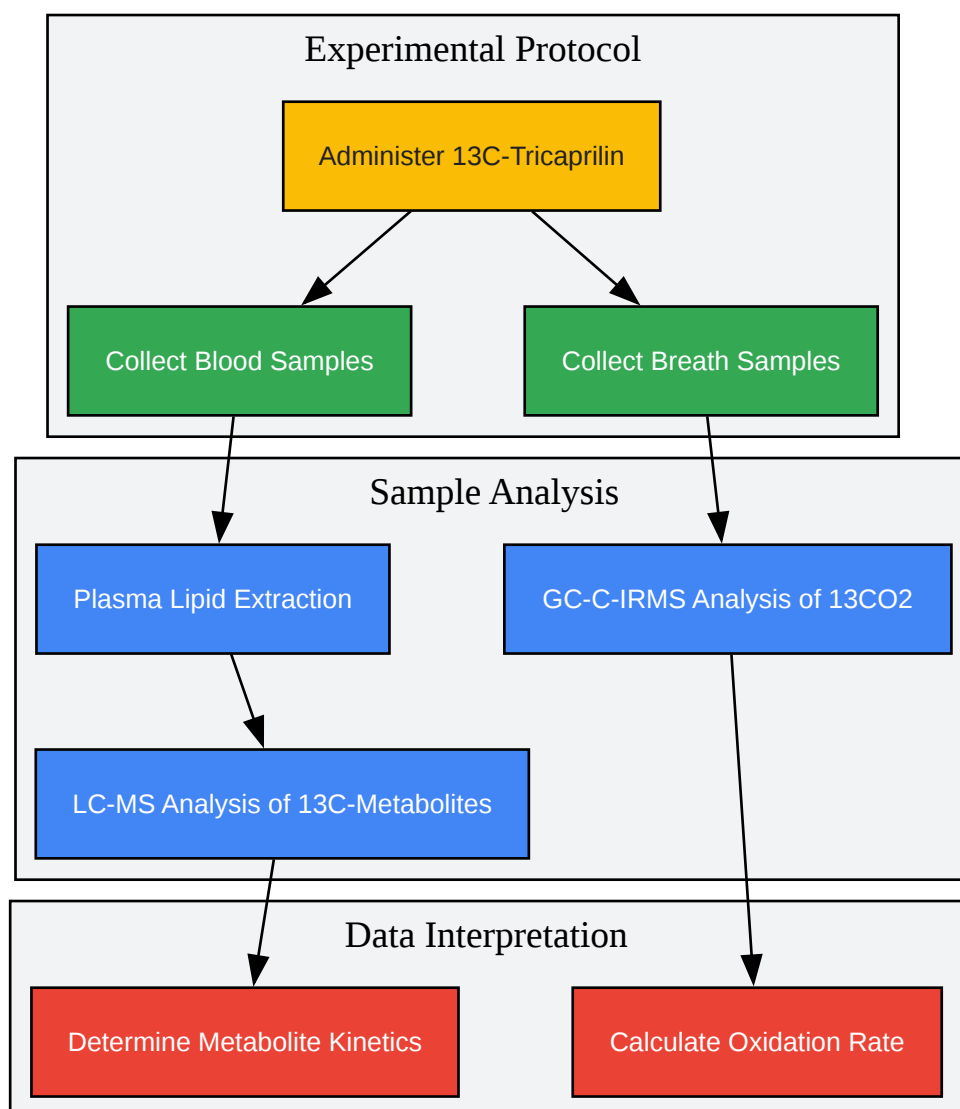 Experimental Protocol
Administer 13C-Tricaprilin
Collect Blood Samples
Collect Breath Samples
Sample Analysis
Plasma Lipid Extraction
GC-C-IRMS Analysis of 13CO2
LC-MS Analysis of 13C-Metabolites
Data Interpretation
Determine Metabolite Kinetics
Calculate Oxidation Rate